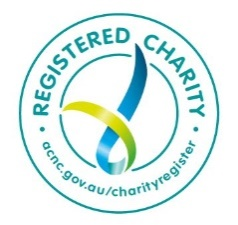 REGISTERED CHARITY
acnc.gov.au/charityregister